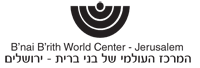 B'nai B'rith World Center - Jerusalem
המרכז העולמי של בני ברית - ירושלים